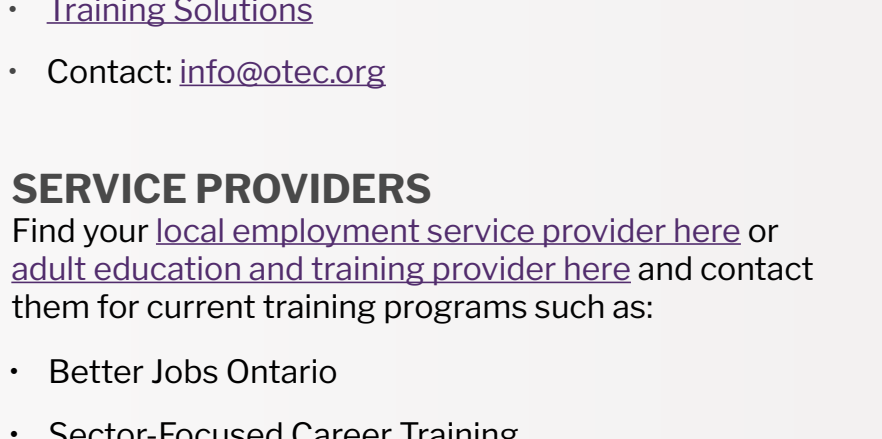 • Training Solutions
• Contact: info@otec.org
SERVICE PROVIDERS
Find your local employment service provider here or
adult education and training provider here and contact
them for current training programs such as:
• Better Jobs Ontario
• Sector-Focused Career Training